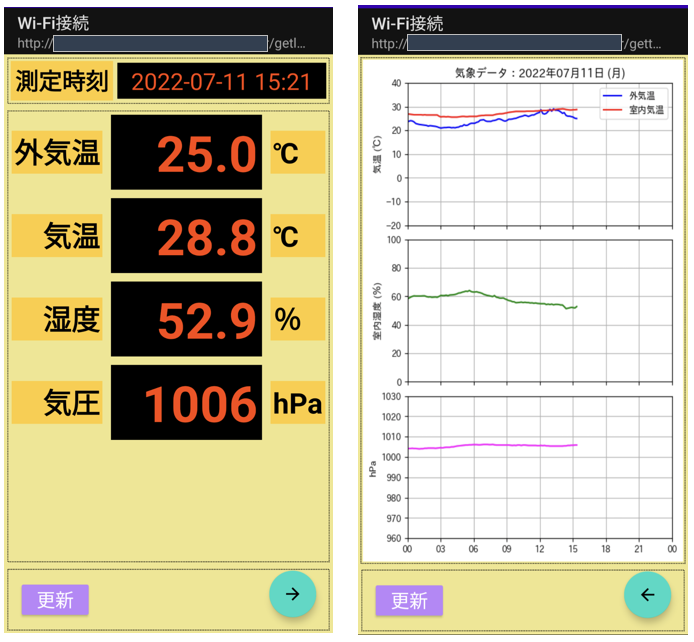 Wi-Fi接続
http:// /getl...
測定時刻 2022-07-11 15:21
外気温 25.0 ℃
気温 28.8 ℃
湿度 52.9 %
気圧 1006 hPa
更新
Wi-Fi接続
http:// /gett...
気象データ：2022年07月11日 (月)
外気温
室内気温
気温 (℃)
40
30
20
10
0
−10
−20
室内湿度 (%)
100
80
60
40
20
0
hPa
1030
1020
1010
1000
990
980
970
960
00 03 06 09 12 15 18 21 00
更新